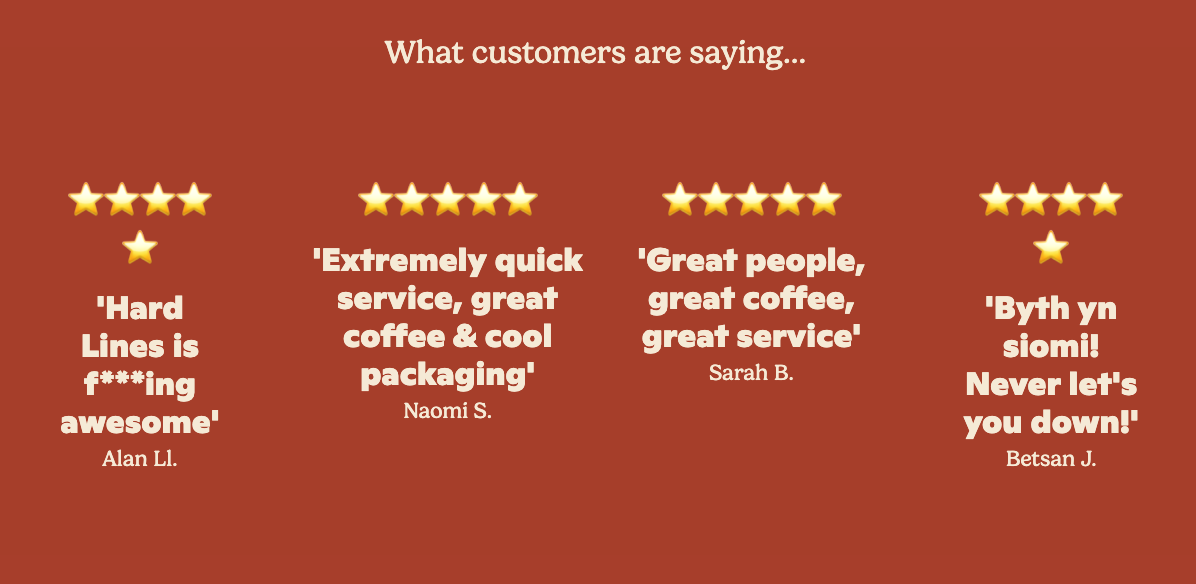 What customers are saying...
⭐⭐⭐⭐
⭐
'Hard
Lines is
f***ing
awesome'
Alan Ll.
⭐⭐⭐⭐⭐
'Extremely quick
service, great
coffee & cool
packaging'
Naomi S.
⭐⭐⭐⭐⭐
'Great people,
great coffee,
great service'
Sarah B.
⭐⭐⭐⭐
⭐
'Byth yn
siomi!
Never let's
you down!'
Betsan J.